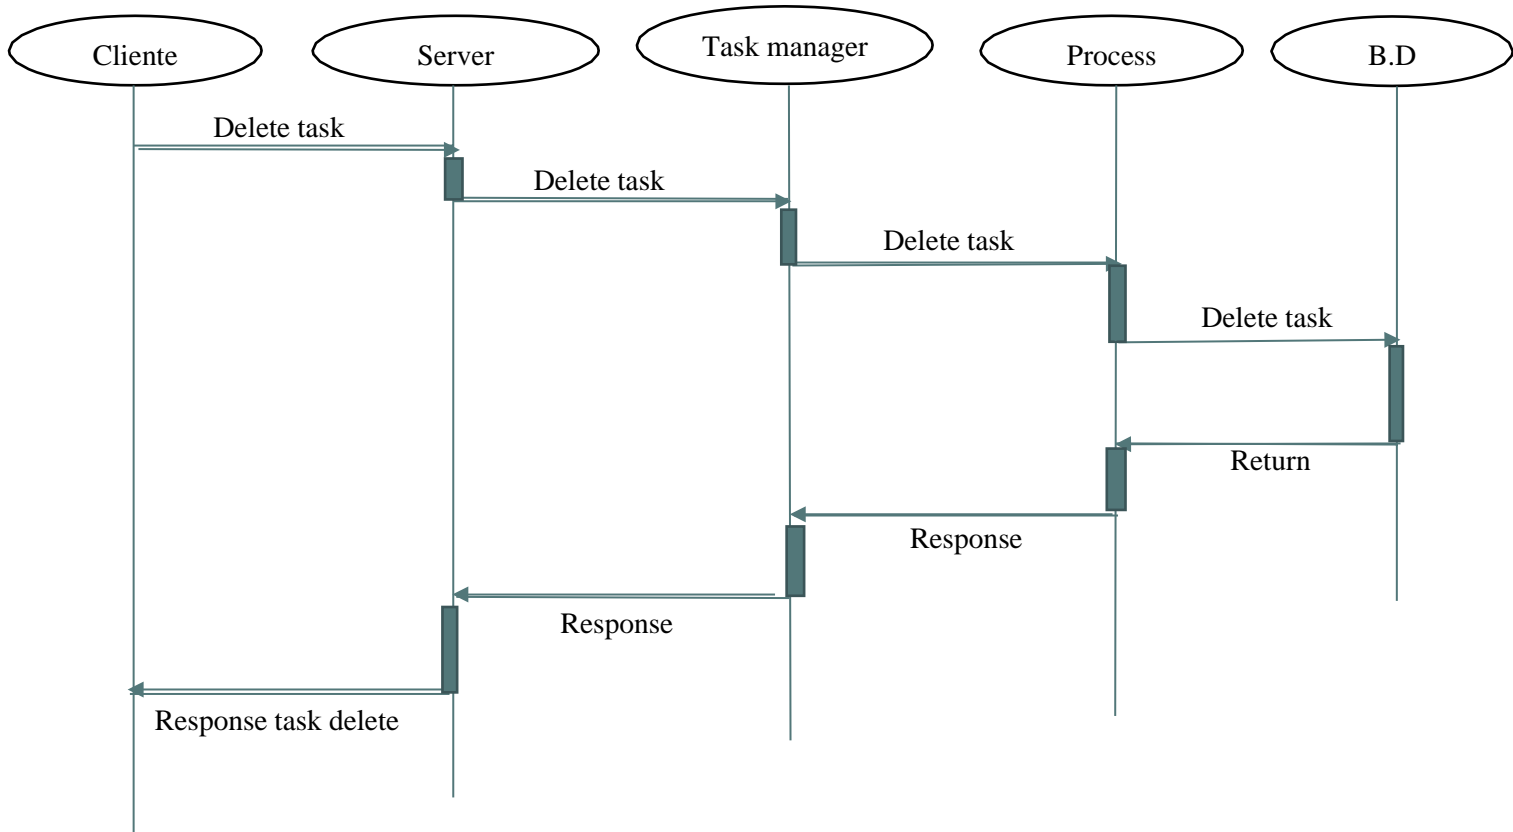 Cliente
Server
Task manager
Process
B.D
Delete task
Delete task
Delete task
Delete task
Return
Response
Response
Response task delete